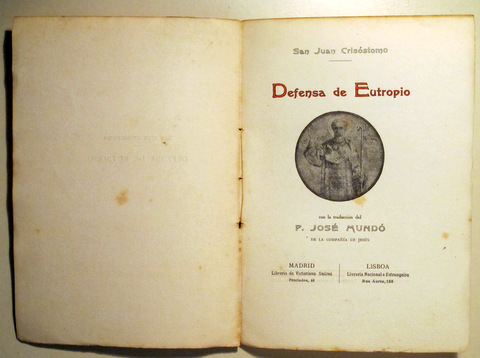 San Juan Crisóstomo
Defensa de Eutropio
con la traducción del
P. JOSÉ MUNDÓ
DE LA COMPAÑÍA DE JESÚS
MADRID
Librería de Victoriano Suárez
Preciados, 48
LISBOA
Livraria Nacional e Estrangeira
Rua Aurea,